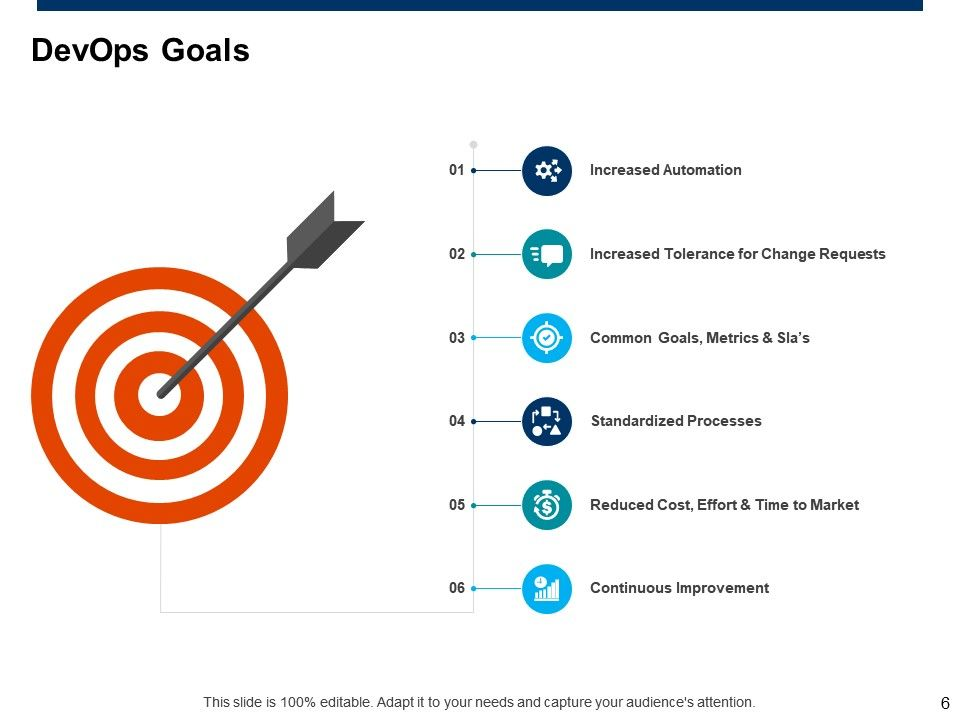 DevOps Goals
01 Increased Automation
02 Increased Tolerance for Change Requests
03 Common Goals, Metrics & Sla's
04 Standardized Processes
05 Reduced Cost, Effort & Time to Market
06 Continuous Improvement
This slide is 100% editable. Adapt it to your needs and capture your audience's attention.
6